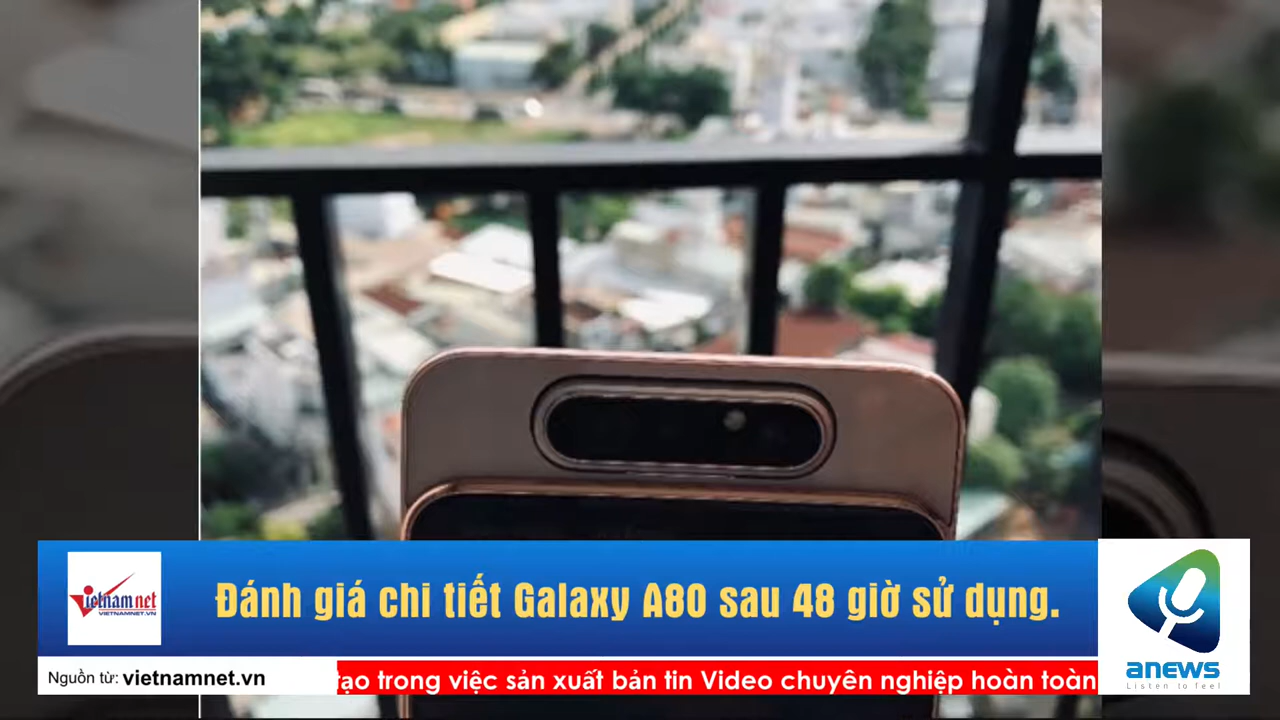 vietnamnet
VIETNAMNET.VN
Đánh giá chi tiết Galaxy A80 sau 48 giờ sử dụng.
Nguồn từ: vietnamnet.vn
tạo trong việc sản xuất bản tin Video chuyên nghiệp hoàn toàn
anews
Listen to feel